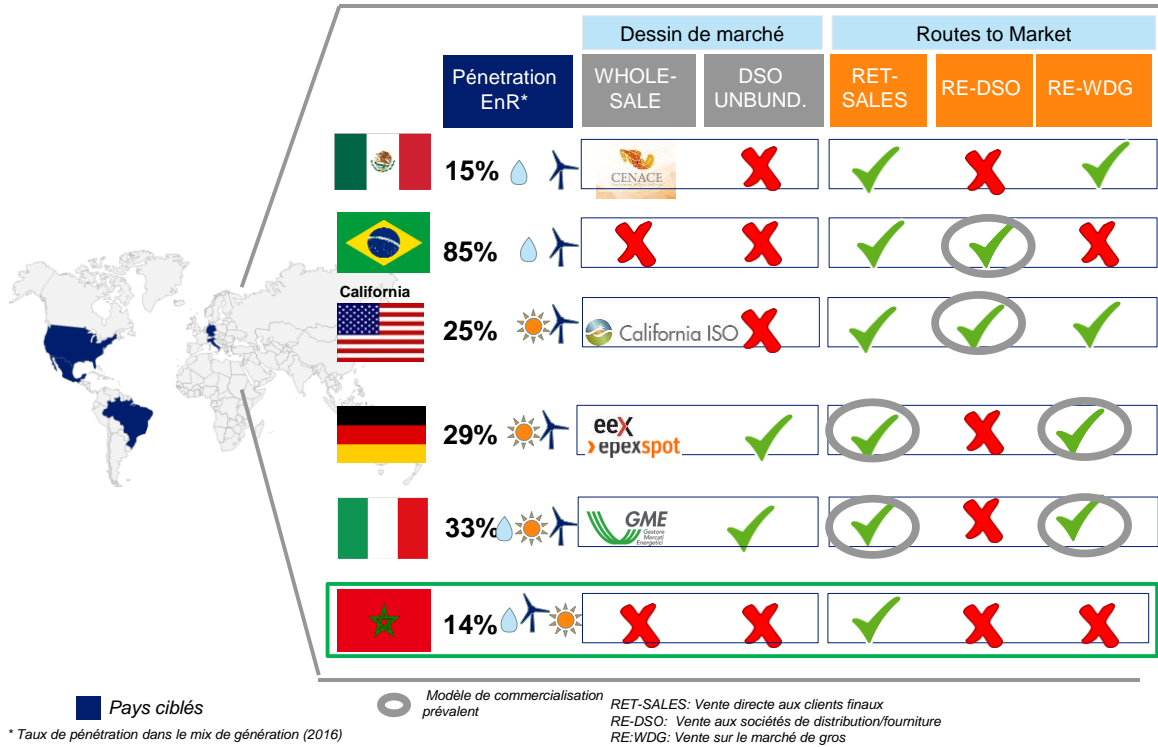 Dessin de marché
Routes to Market
Pénetration
EnR*
WHOLE-
SALE
DSO
UNBUND.
RET-
SALES
RE-DSO
RE-WDG
15%
CENACE
85%
California
25%
California ISO
29%
eex
epexspot
33%
GME
Gestore
Mercati
Energetici
14%
Pays ciblés
* Taux de pénétration dans le mix de génération (2016)
Modèle de commercialisation
prévalent
RET-SALES: Vente directe aux clients finaux
RE-DSO: Vente aux sociétés de distribution/fourniture
RE:WDG: Vente sur le marché de gros